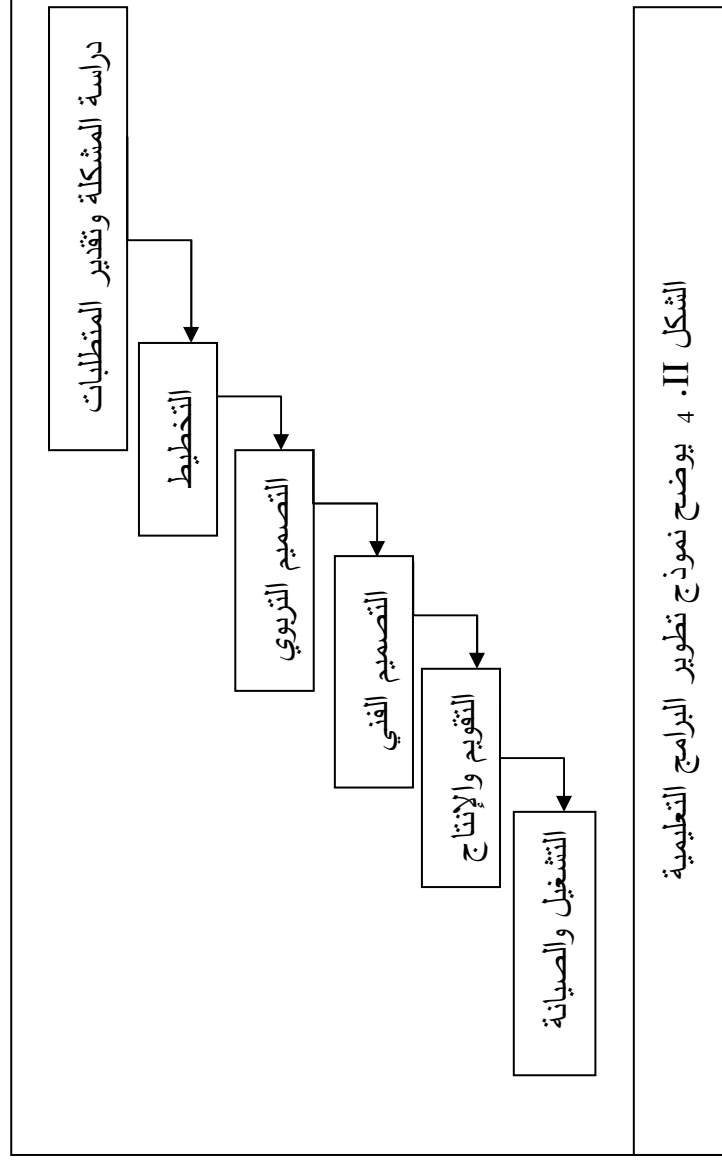 دراسة المشكلة وتقدير المتطلبات
التخطيط
التصميم التربوي
التصميم الفني
التقويم والإنتاج
التشغيل والصيانة
الشكل II. 4 يوضح نموذج تطوير البرامج التعليمية